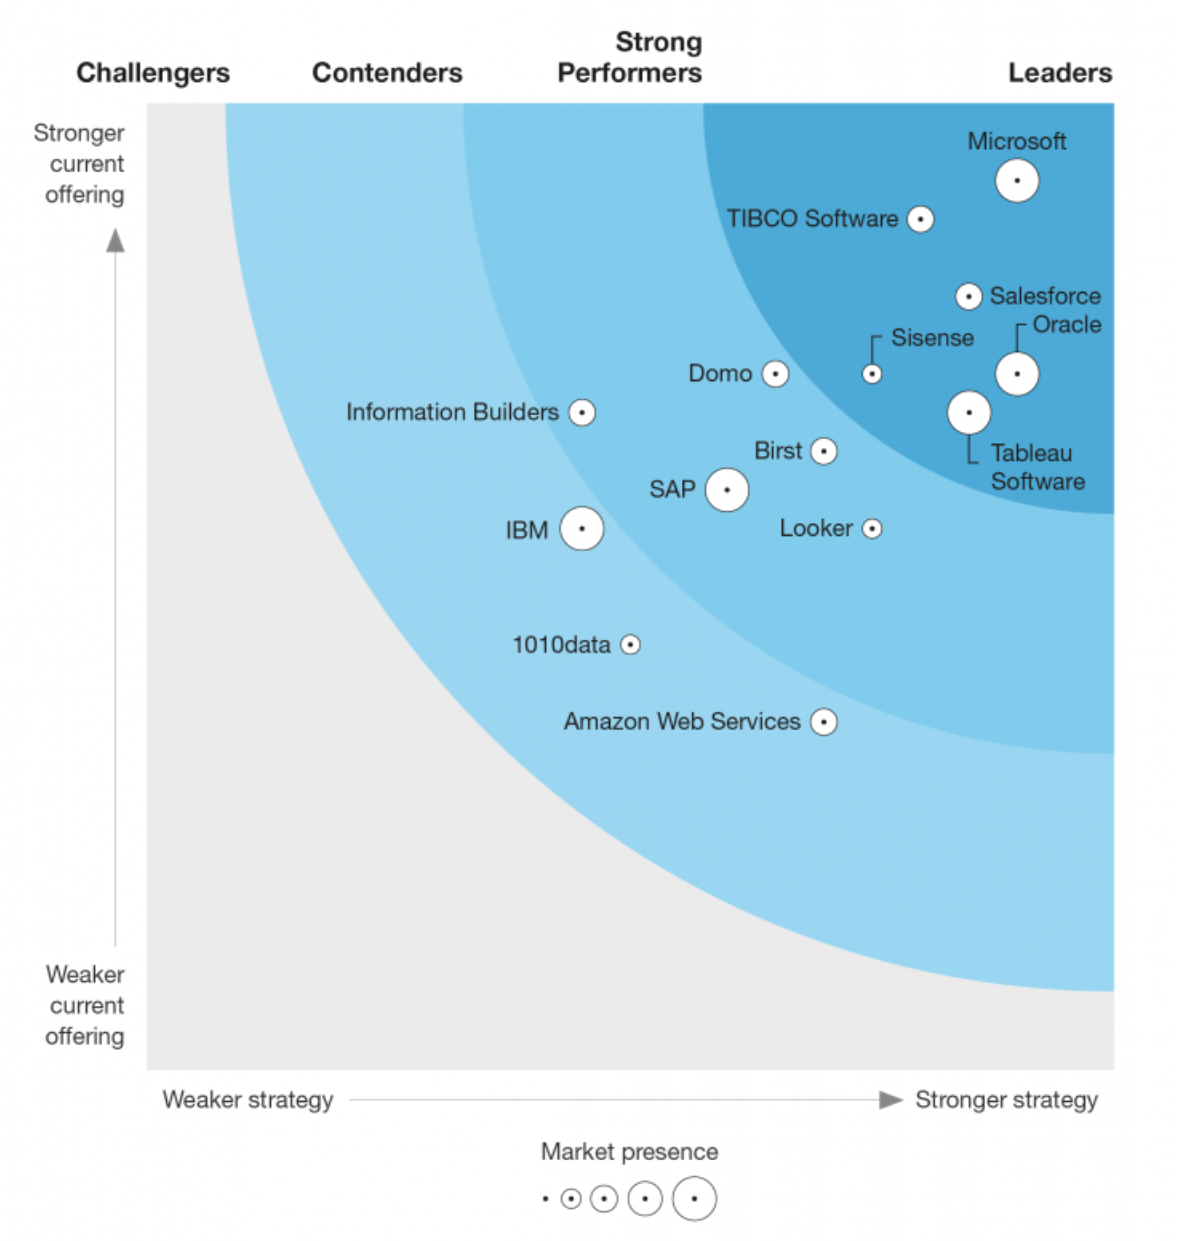 Challengers
Contenders
Strong
Performers
Leaders
Stronger
current
offering
Microsoft
TIBCO Software
Salesforce
Oracle
Sisense
Domo
Information Builders
Birst
Tableau
Software
SAP
Looker
IBM
1010data
Amazon Web Services
Weaker
current
offering
Weaker strategy
Stronger strategy
Market presence